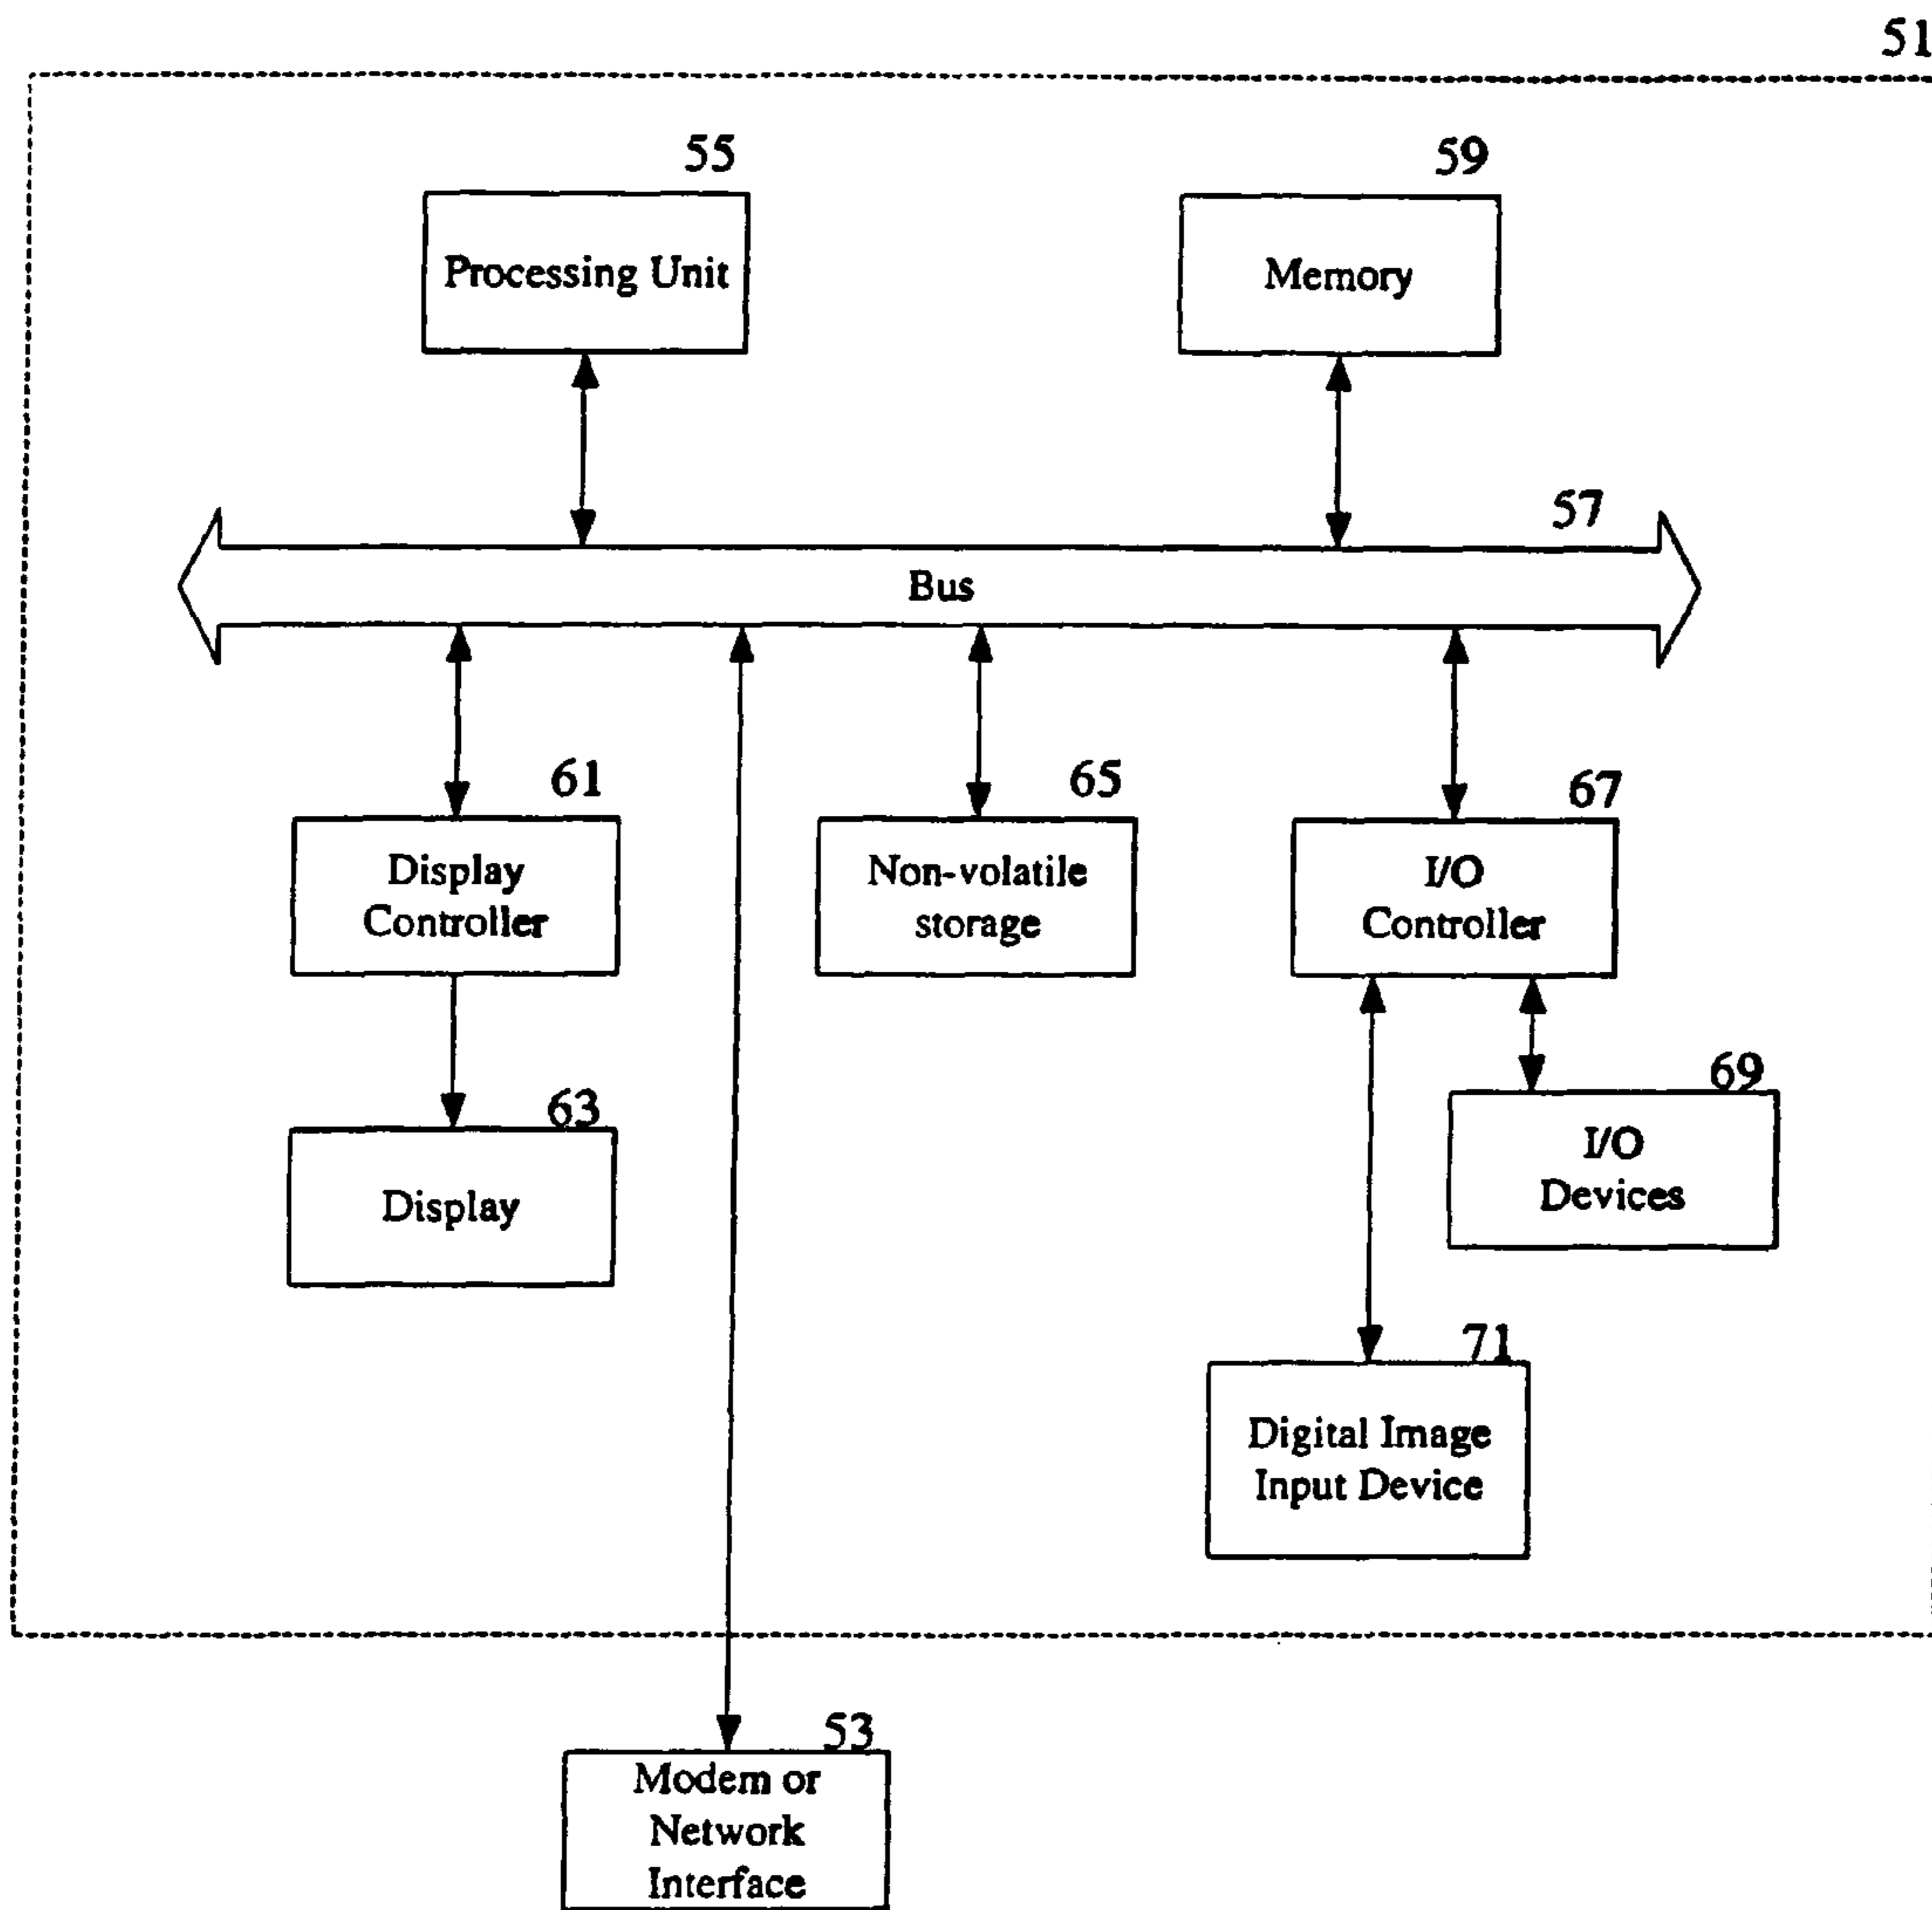 51
55
59
Processing Unit
Memory
57
Bus
61
65
67
Display
Controller
Non-volatile
storage
I/O
Controller
63
Display
69
I/O
Devices
71
Digital Image
Input Device
53
Modem or
Network
Interface